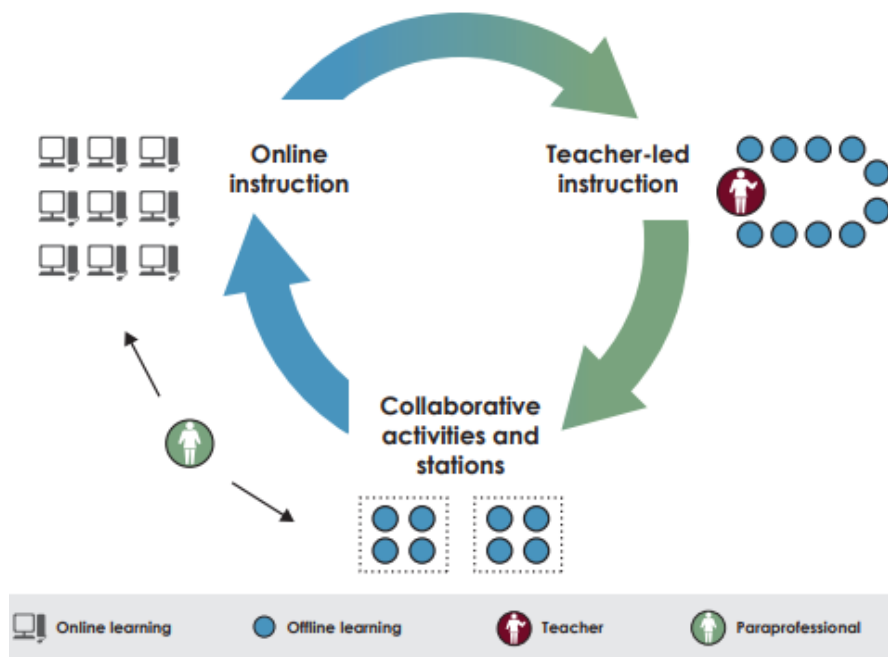 Online
instruction
Teacher-led
instruction
Collaborative
activities and
stations
Online learning
Offline learning
Teacher
Paraprofessional